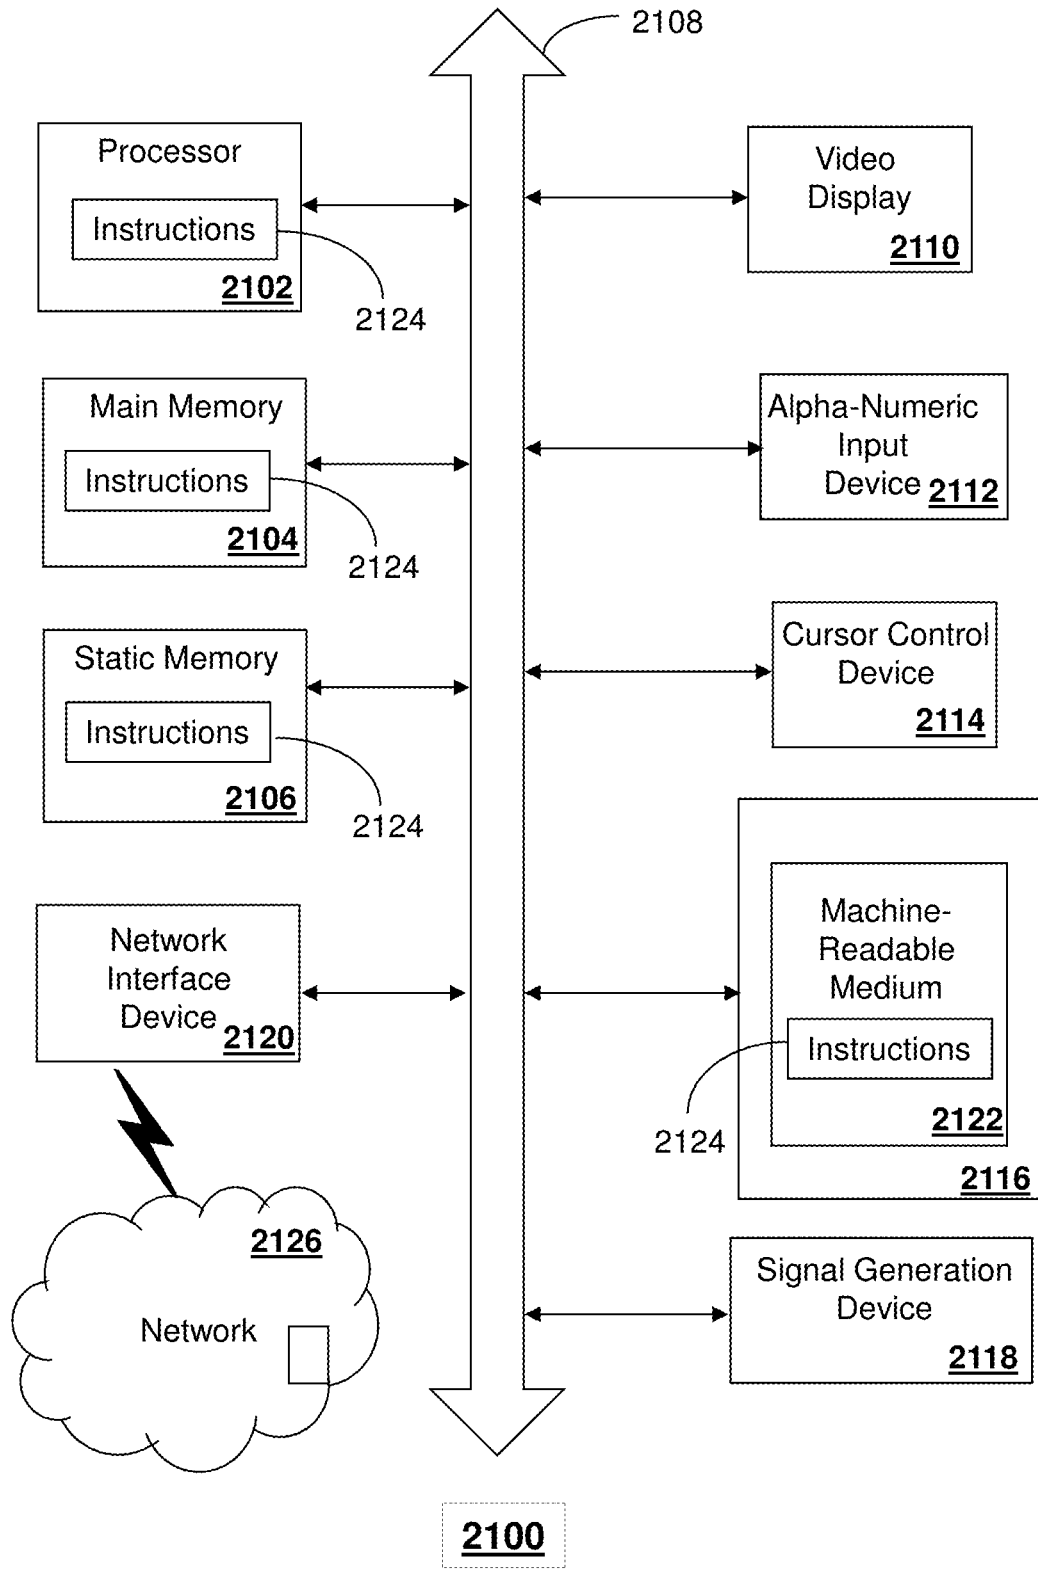 2108
Processor
Instructions
2102
2124
Main Memory
Instructions
2104
2124
Static Memory
Instructions
2106
2124
Network
Interface
Device
2120
2126
Network
Video
Display
2110
Alpha-Numeric
Input
Device
2112
Cursor Control
Device
2114
Machine-
Readable
Medium
Instructions
2122
2124
2116
Signal Generation
Device
2118
2100